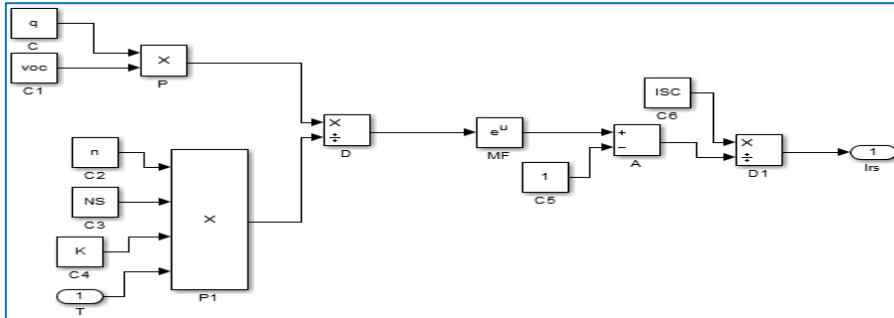 q
C
voc
C1
×
P
n
C2
NS
C3
K
C4
1
T
×
P1
×
÷
D
e^u
MF
1
C5
+
−
A
ISC
C6
×
÷
D1
1
Irs